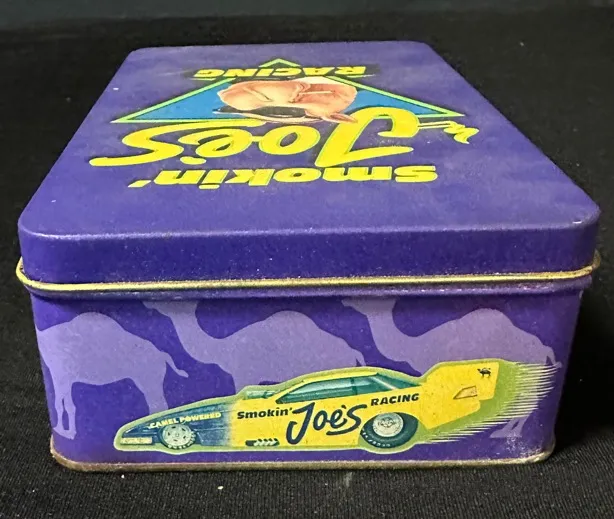 Smokin'
Joe's
RACING
CAMEL POWERED
Smokin' Joe's RACING